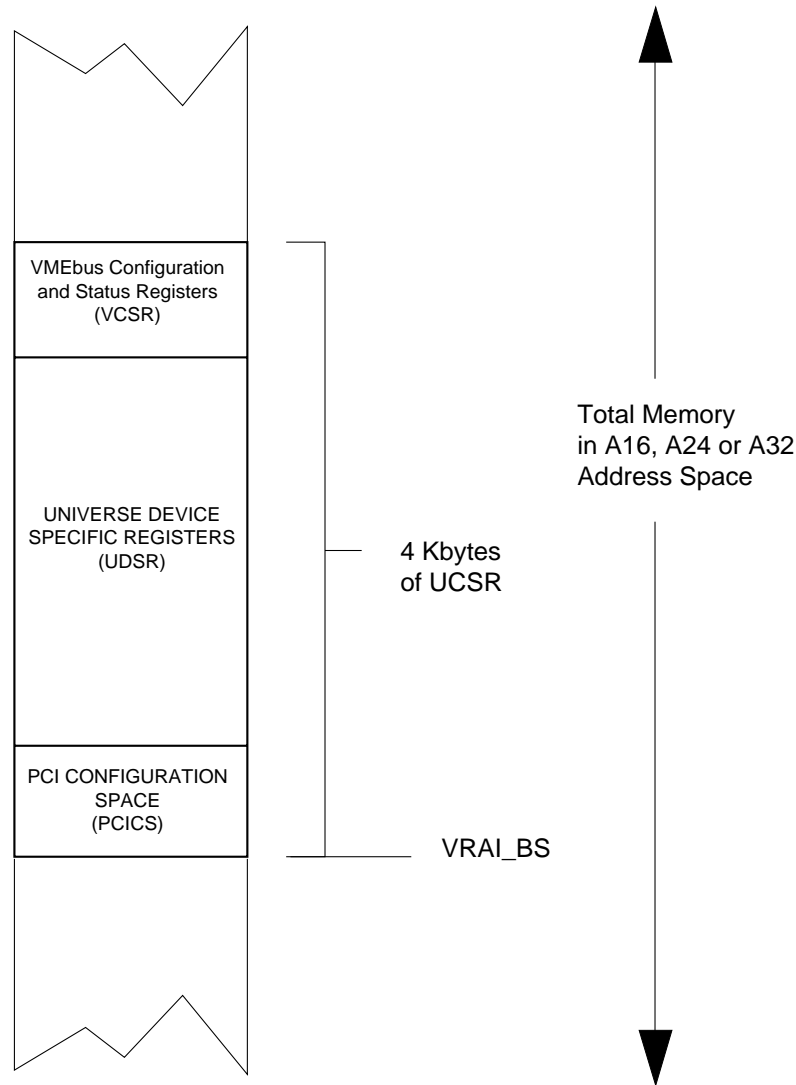 VMEbus Configuration
and Status Registers
(VCSR)
Total Memory
in A16, A24 or A32
Address Space
UNIVERSE DEVICE
SPECIFIC REGISTERS
(UDSR)
4 Kbytes
of UCSR
PCI CONFIGURATION
SPACE
(PCICS)
VRAI_BS